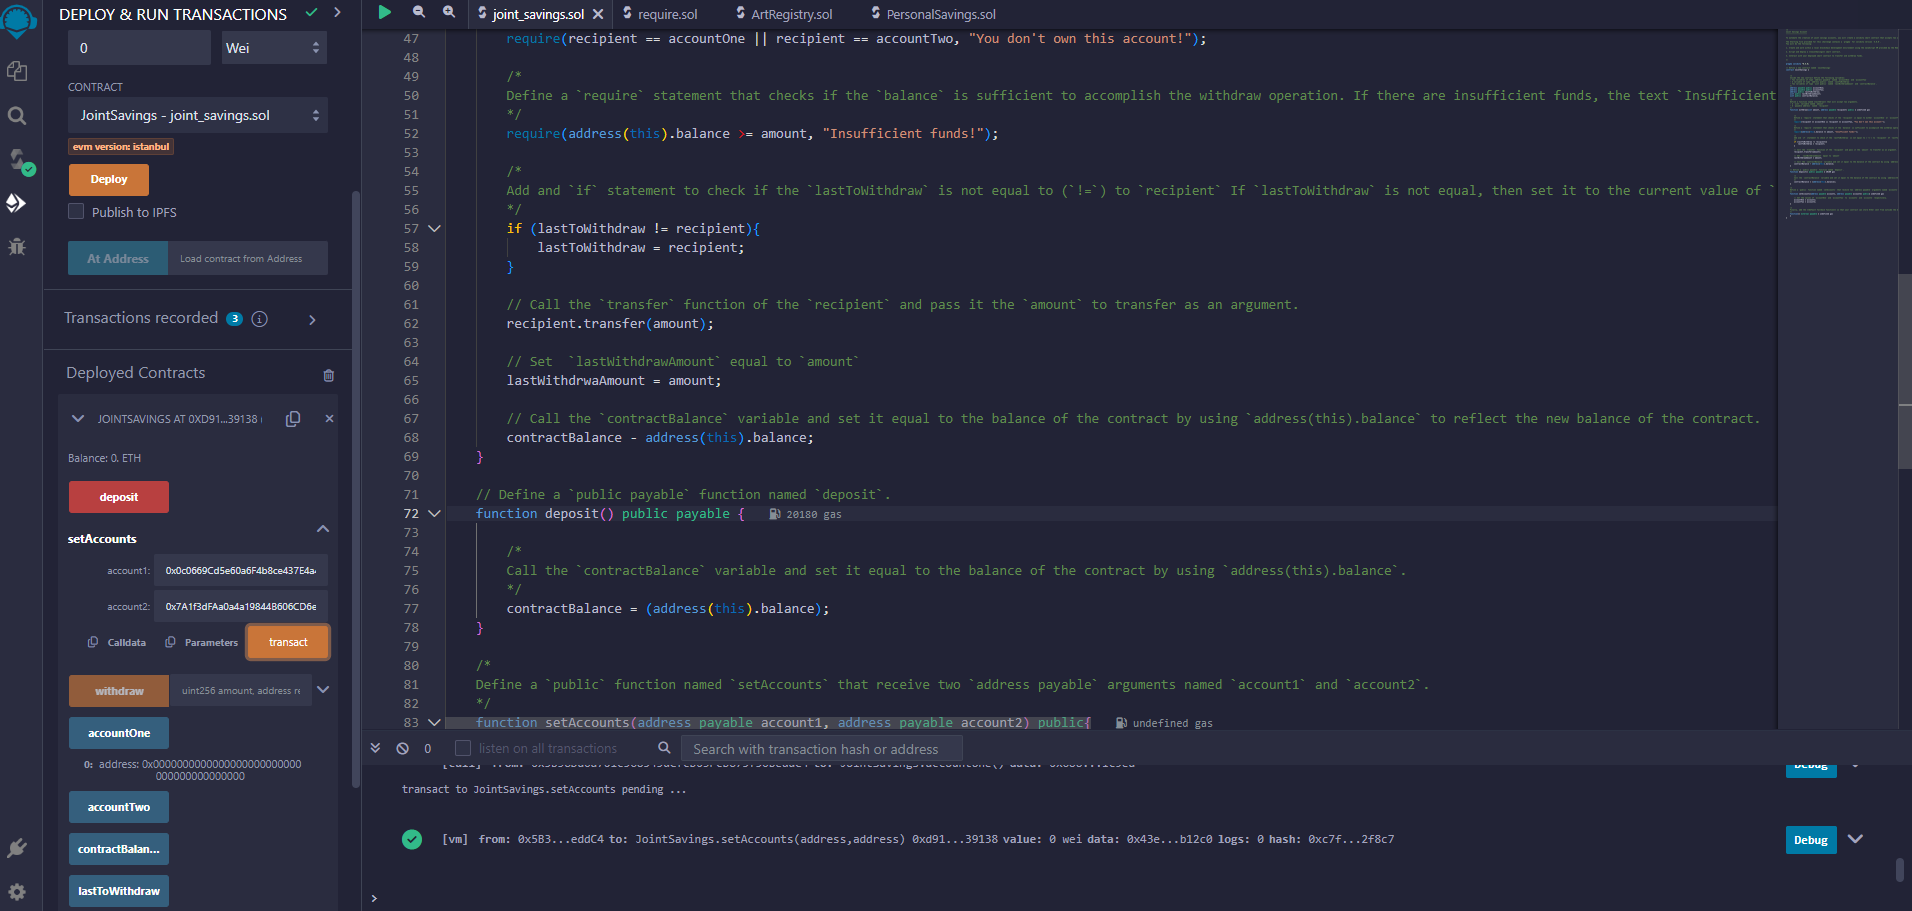 DEPLOY & RUN TRANSACTIONS
0
Wei
CONTRACT
JointSavings - joint_savings.sol
evm version: istanbul
Deploy
Publish to IPFS
At Address
Load contract from Address
Transactions recorded 3
Deployed Contracts
JOINTSAVINGS AT 0XD91...39138
Balance: 0. ETH
deposit
setAccounts
account1: 0x0c0669Cd5e60a6F4b8ce437E4a
account2: 0x7A1f3dFAa0a4a19844B606CD6e
Calldata
Parameters
transact
withdraw
uint256 amount, address re
accountOne
0: address: 0x00000000000000000000000000
00000000000000
accountTwo
contractBalan...
lastToWithdraw
joint_savings.sol
require.sol
ArtRegistry.sol
PersonalSavings.sol
47 require(recipient == accountOne || recipient == accountTwo, "You don't own this account!");
48
49 /*
50 Define a `require` statement that checks if the `balance` is sufficient to accomplish the withdraw operation. If there are insufficient funds, the text `Insufficient
51 */
52 require(address(this).balance >= amount, "Insufficient funds!");
53
54 /*
55 Add and `if` statement to check if the `lastToWithdraw` is not equal to (`!=`) to `recipient` If `lastToWithdraw` is not equal, then set it to the current value of `
56 */
57 if (lastToWithdraw != recipient){
58 lastToWithdraw = recipient;
59 }
60
61 // Call the `transfer` function of the `recipient` and pass it the `amount` to transfer as an argument.
62 recipient.transfer(amount);
63
64 // Set  `lastWithdrawAmount` equal to `amount`
65 lastWithdrwaAmount = amount;
66
67 // Call the `contractBalance` variable and set it equal to the balance of the contract by using `address(this).balance` to reflect the new balance of the contract.
68 contractBalance - address(this).balance;
69 }
70
71 // Define a `public payable` function named `deposit`.
72 function deposit() public payable { 20180 gas
73
74 /*
75 Call the `contractBalance` variable and set it equal to the balance of the contract by using `address(this).balance`.
76 */
77 contractBalance = (address(this).balance);
78 }
79
80 /*
81 Define a `public` function named `setAccounts` that receive two `address payable` arguments named `account1` and `account2`.
82 */
83 function setAccounts(address payable account1, address payable account2) public{ undefined gas
0
listen on all transactions
Search with transaction hash or address
Debug
transact to JointSavings.setAccounts pending ...
[vm] from: 0x5B3...eddC4 to: JointSavings.setAccounts(address,address) 0xd91...39138 value: 0 wei data: 0x43e...b12c0 logs: 0 hash: 0xc7f...2f8c7
Debug
>